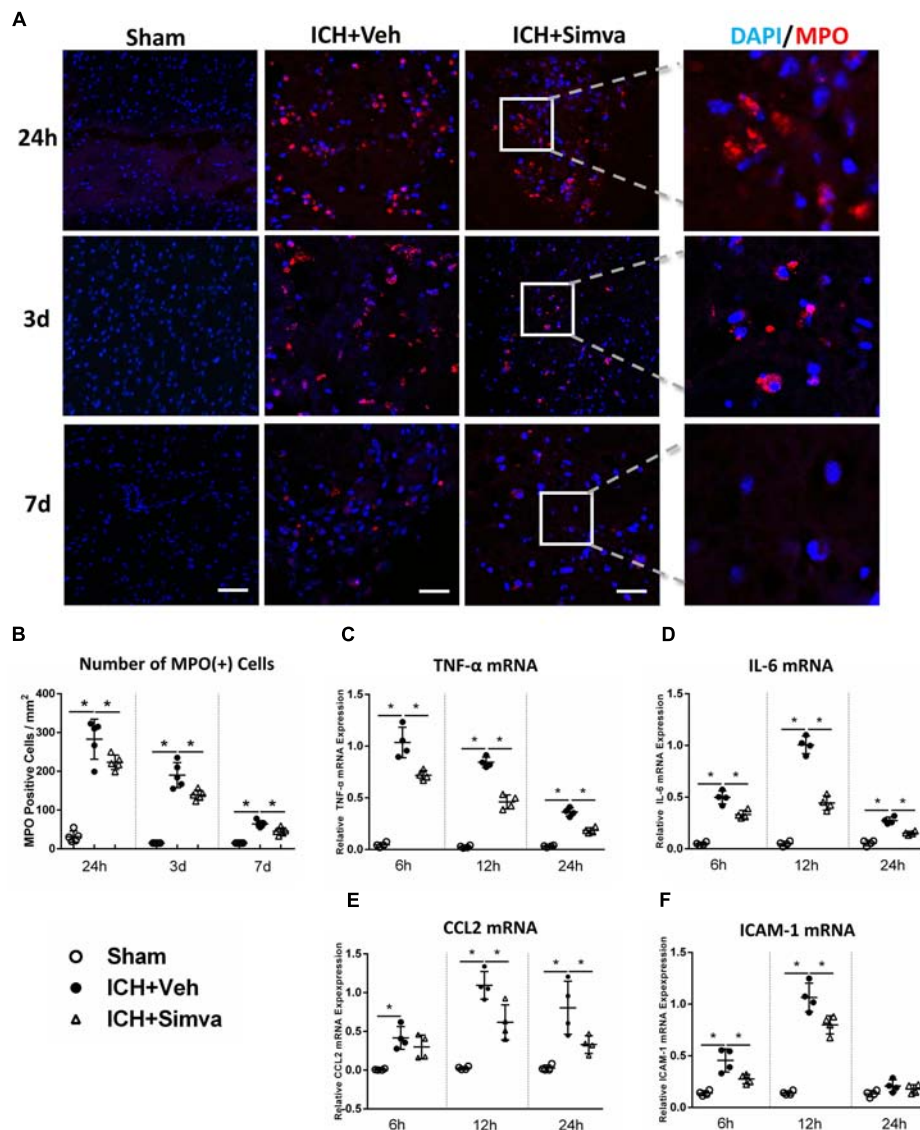 A
Sham ICH+Veh ICH+Simva DAPI/MPO
24h
3d
7d
B
Number of MPO(+) Cells
MPO Positive Cells / mm²
400
300
200
100
0
* * * * * *
24h 3d 7d
C
TNF-α mRNA
Relative TNF-α mRNA Expression
1.5
1.0
0.5
0.0
* * * * * *
6h 12h 24h
D
IL-6 mRNA
Relative IL-6 mRNA Expression
1.5
1.0
0.5
0.0
* * * * * *
6h 12h 24h
Sham
ICH+Veh
ICH+Simva
E
CCL2 mRNA
Relative CCL2 mRNA Expexpression
1.5
1.0
0.5
0.0
-0.5
* * * * *
6h 12h 24h
F
ICAM-1 mRNA
Relative ICAM-1 mRNA Expression
1.5
1.0
0.5
0.0
* * * *
6h 12h 24h